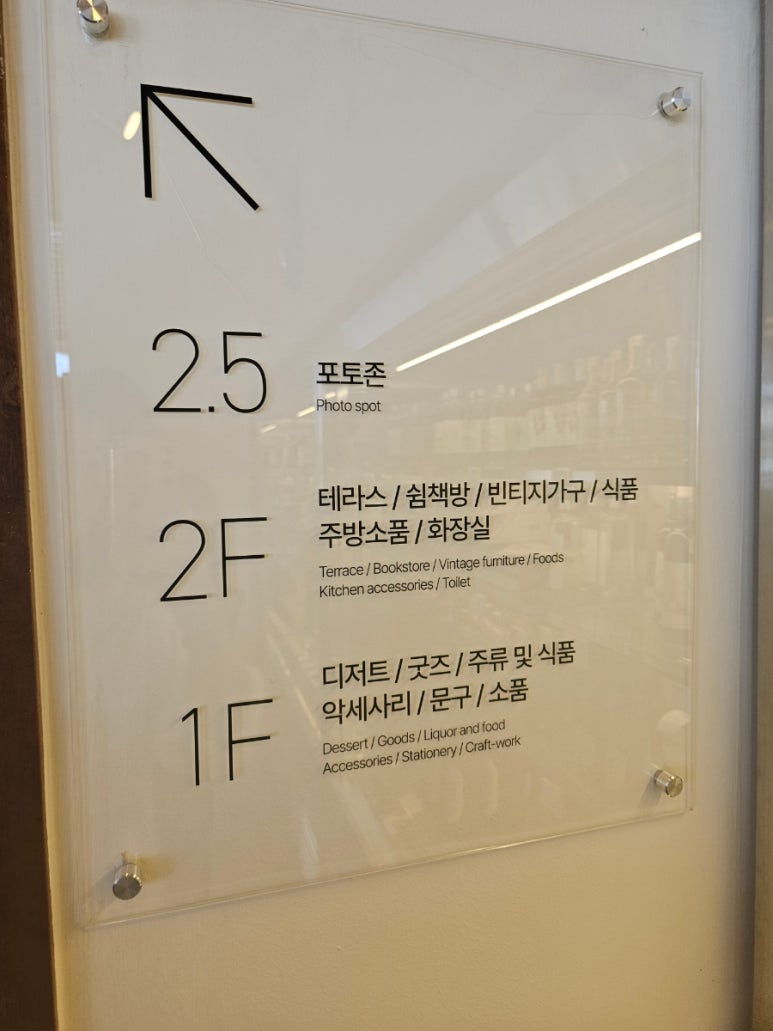 2.5
포토존
Photo spot
2F
테라스 / 쉼책방 / 빈티지가구 / 식품
주방소품 / 화장실
Terrace / Bookstore / Vintage furniture / Foods
Kitchen accessories / Toilet
1F
디저트 / 굿즈 / 주류 및 식품
악세사리 / 문구 / 소품
Dessert / Goods / Liquor and food
Accessories / Stationery / Craft-work